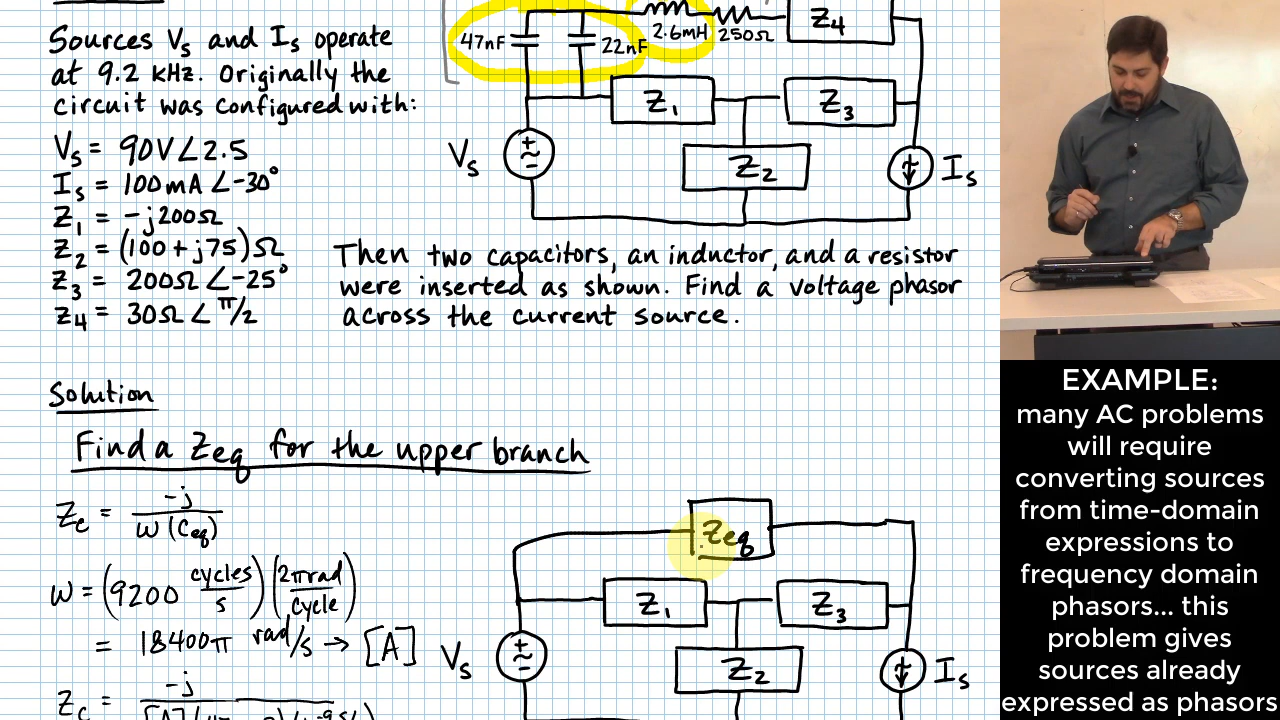 47nF
22nF
2.6mH
250Ω
Z4
Z1
Z3
Z2
Vs
Is
Sources Vs and Is operate
at 9.2 kHz. Originally the
circuit was configured with:
Vs = 90V∠2.5
Is = 100mA∠-30°
Z1 = -j200Ω
Z2 = (100+j75)Ω
Z3 = 200Ω∠-25°
Z4 = 30Ω∠π/2
Then two capacitors, an inductor, and a resistor
were inserted as shown. Find a voltage phasor
across the current source.
Solution
Find a Zeq for the upper branch
Zc = -j / ω(Ceq)
ω = (9200 cycles/s)(2πrad/cycle)
= 18400π rad/s → [A]
Zc = -j
Zeq
Z1
Z3
Z2
Vs
Is
EXAMPLE:
many AC problems
will require
converting sources
from time-domain
expressions to
frequency domain
phasors... this
problem gives
sources already
expressed as phasors